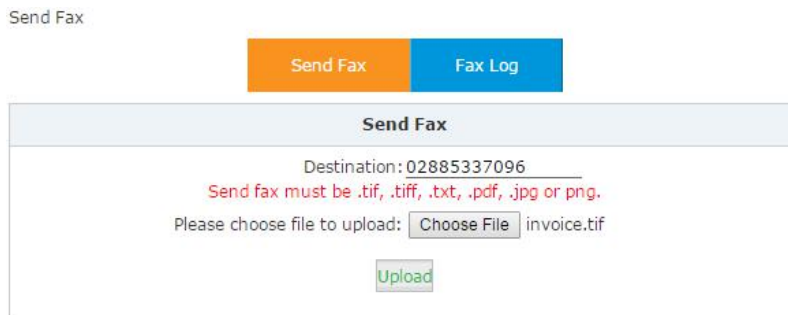 Send Fax
Send Fax Fax Log
Send Fax
Destination: 02885337096
Send fax must be .tif, .tiff, .txt, .pdf, .jpg or png.
Please choose file to upload: Choose File invoice.tif
Upload